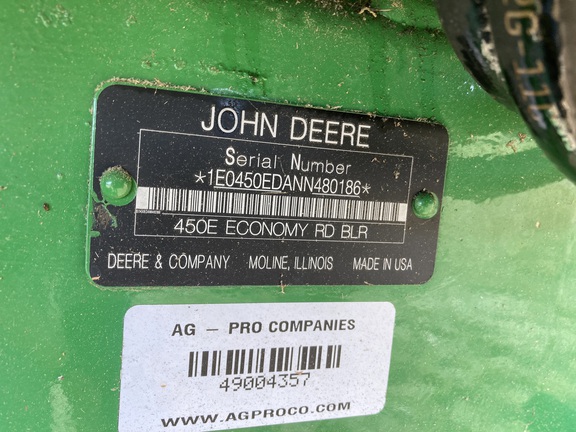 JOHN DEERE
Serial Number
*1E0450EDANN480186*
450E ECONOMY RD BLR
DEERE & COMPANY MOLINE, ILLINOIS MADE IN USA
AG - PRO COMPANIES
49004357
WWW.AGPROCO.COM